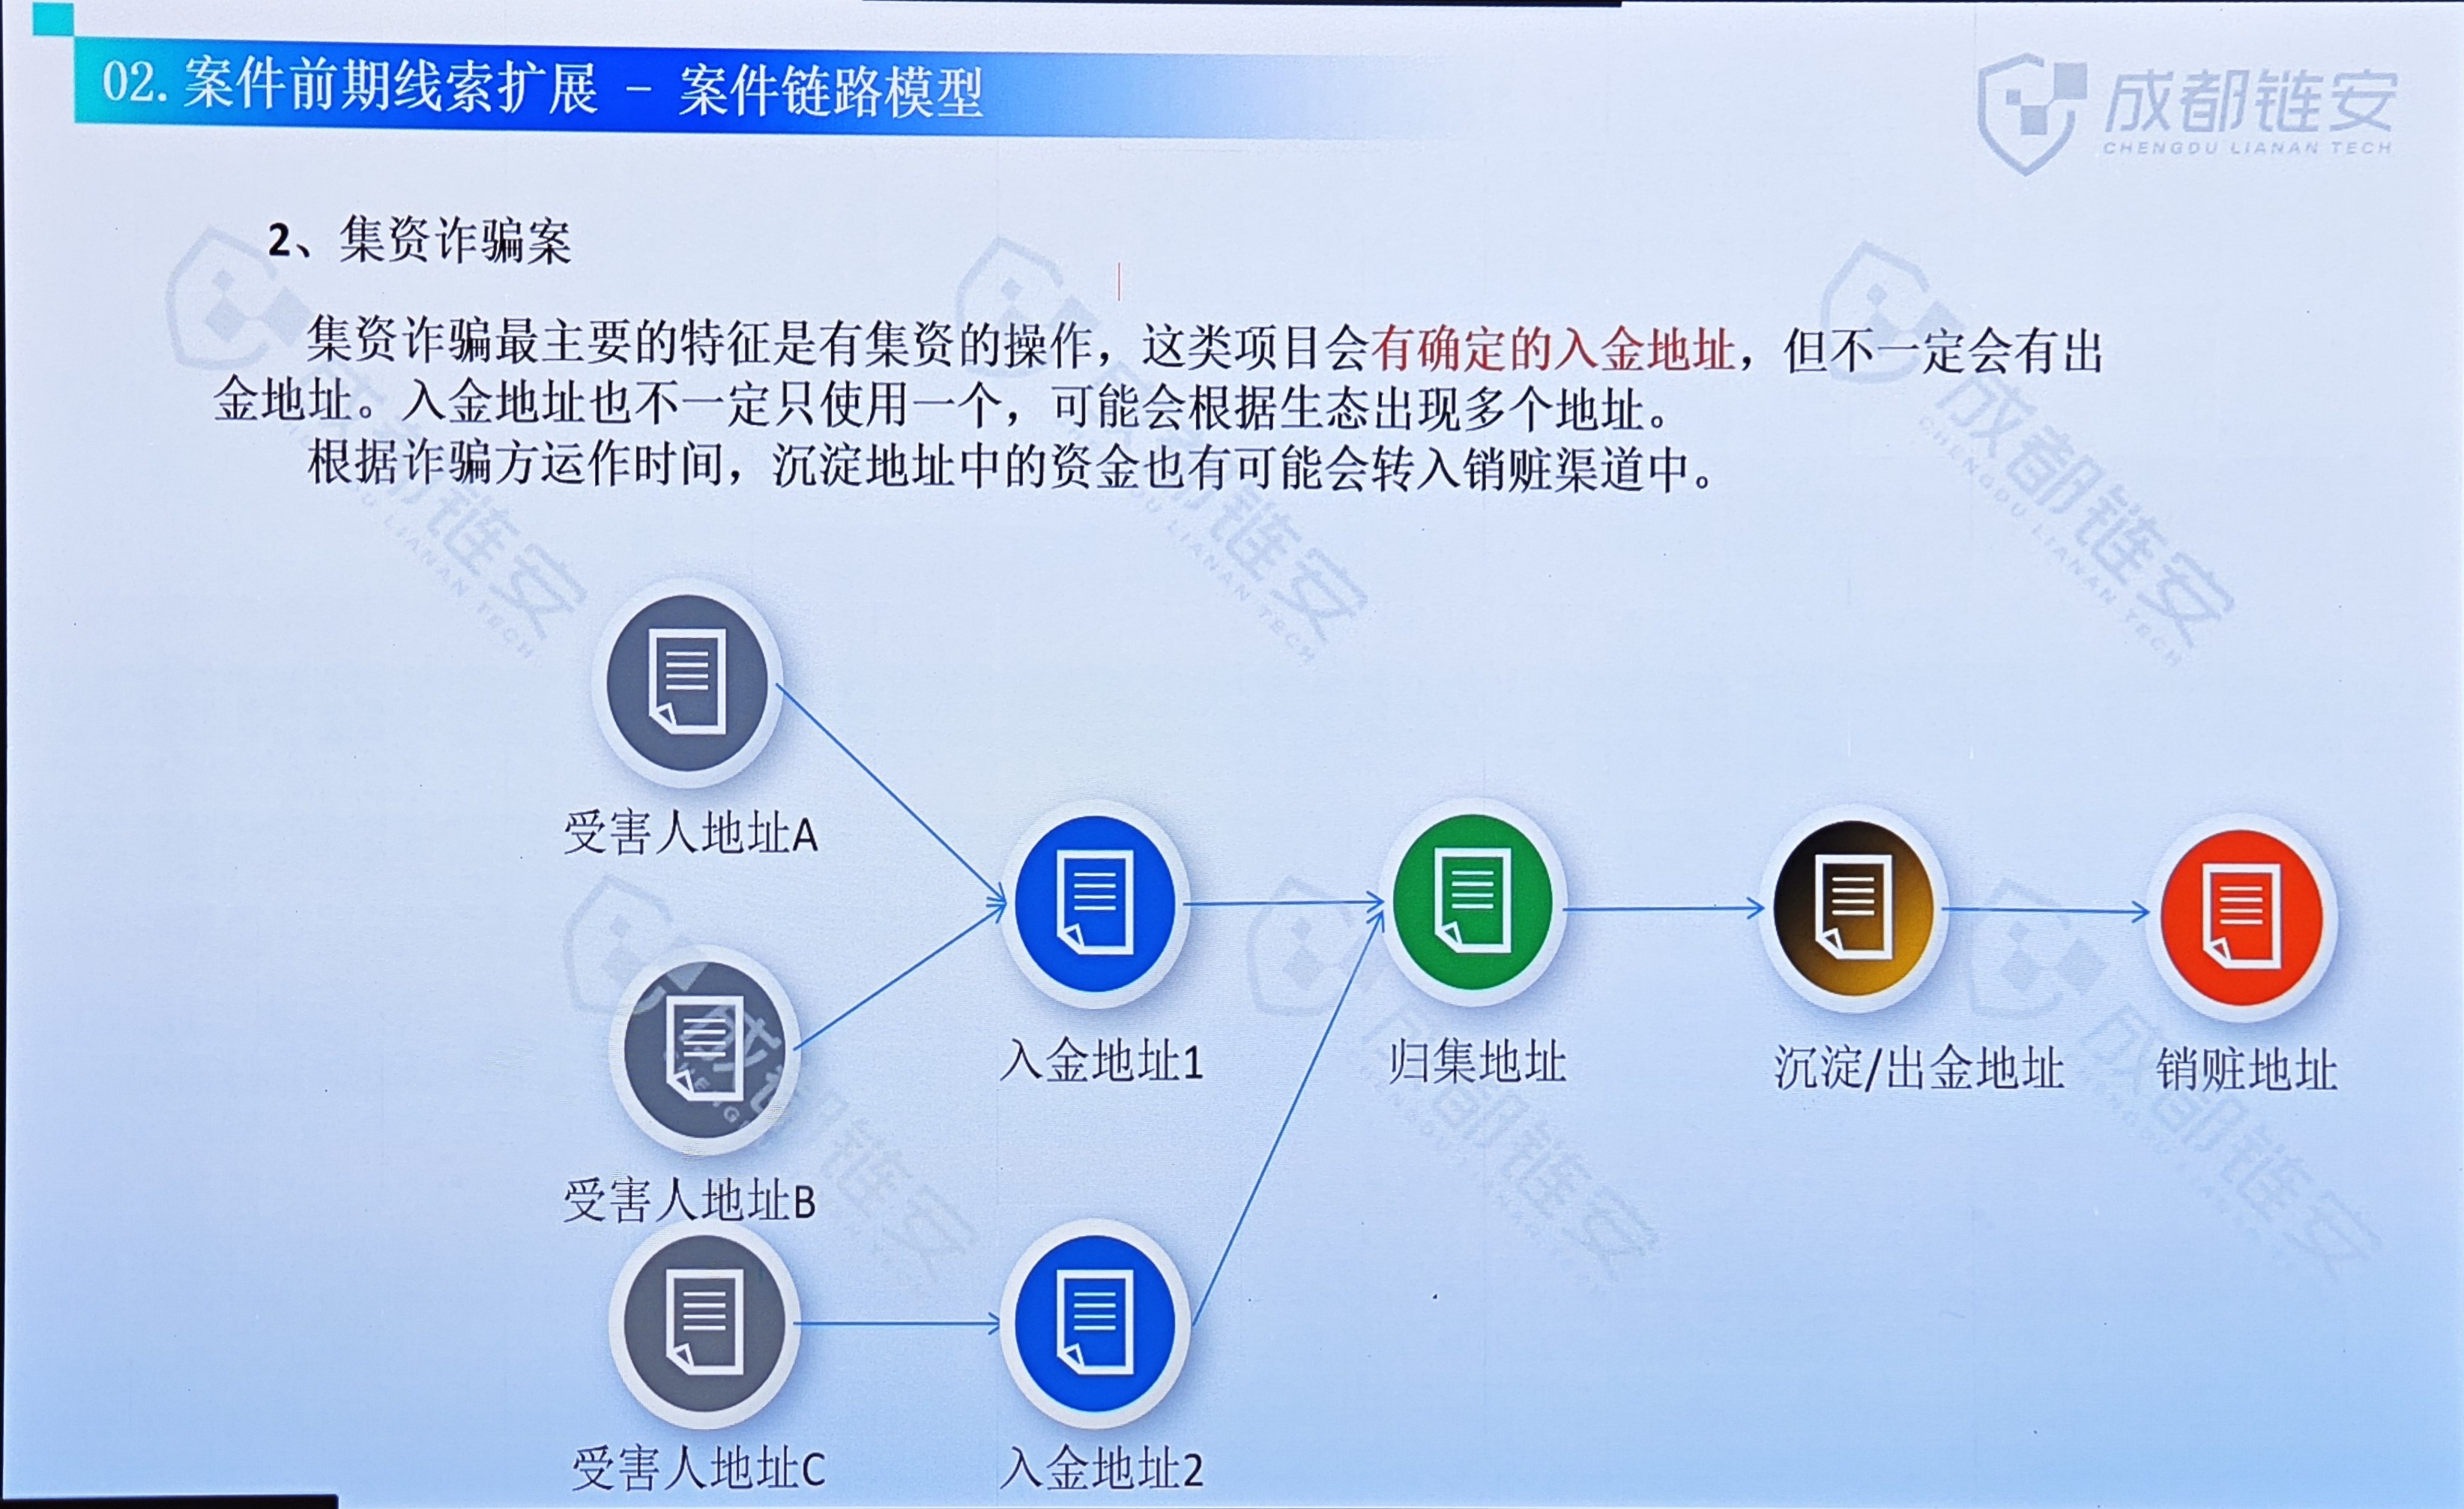 02.案件前期线索扩展 - 案件链路模型
成都链安
CHENGDU LIANAN TECH
2、集资诈骗案
集资诈骗最主要的特征是有集资的操作，这类项目会有确定的入金地址，但不一定会有出
金地址。入金地址也不一定只使用一个，可能会根据生态出现多个地址。
根据诈骗方运作时间，沉淀地址中的资金也有可能会转入销赃渠道中。
受害人地址A
受害人地址B
入金地址1
归集地址
沉淀/出金地址
销赃地址
受害人地址C
入金地址2